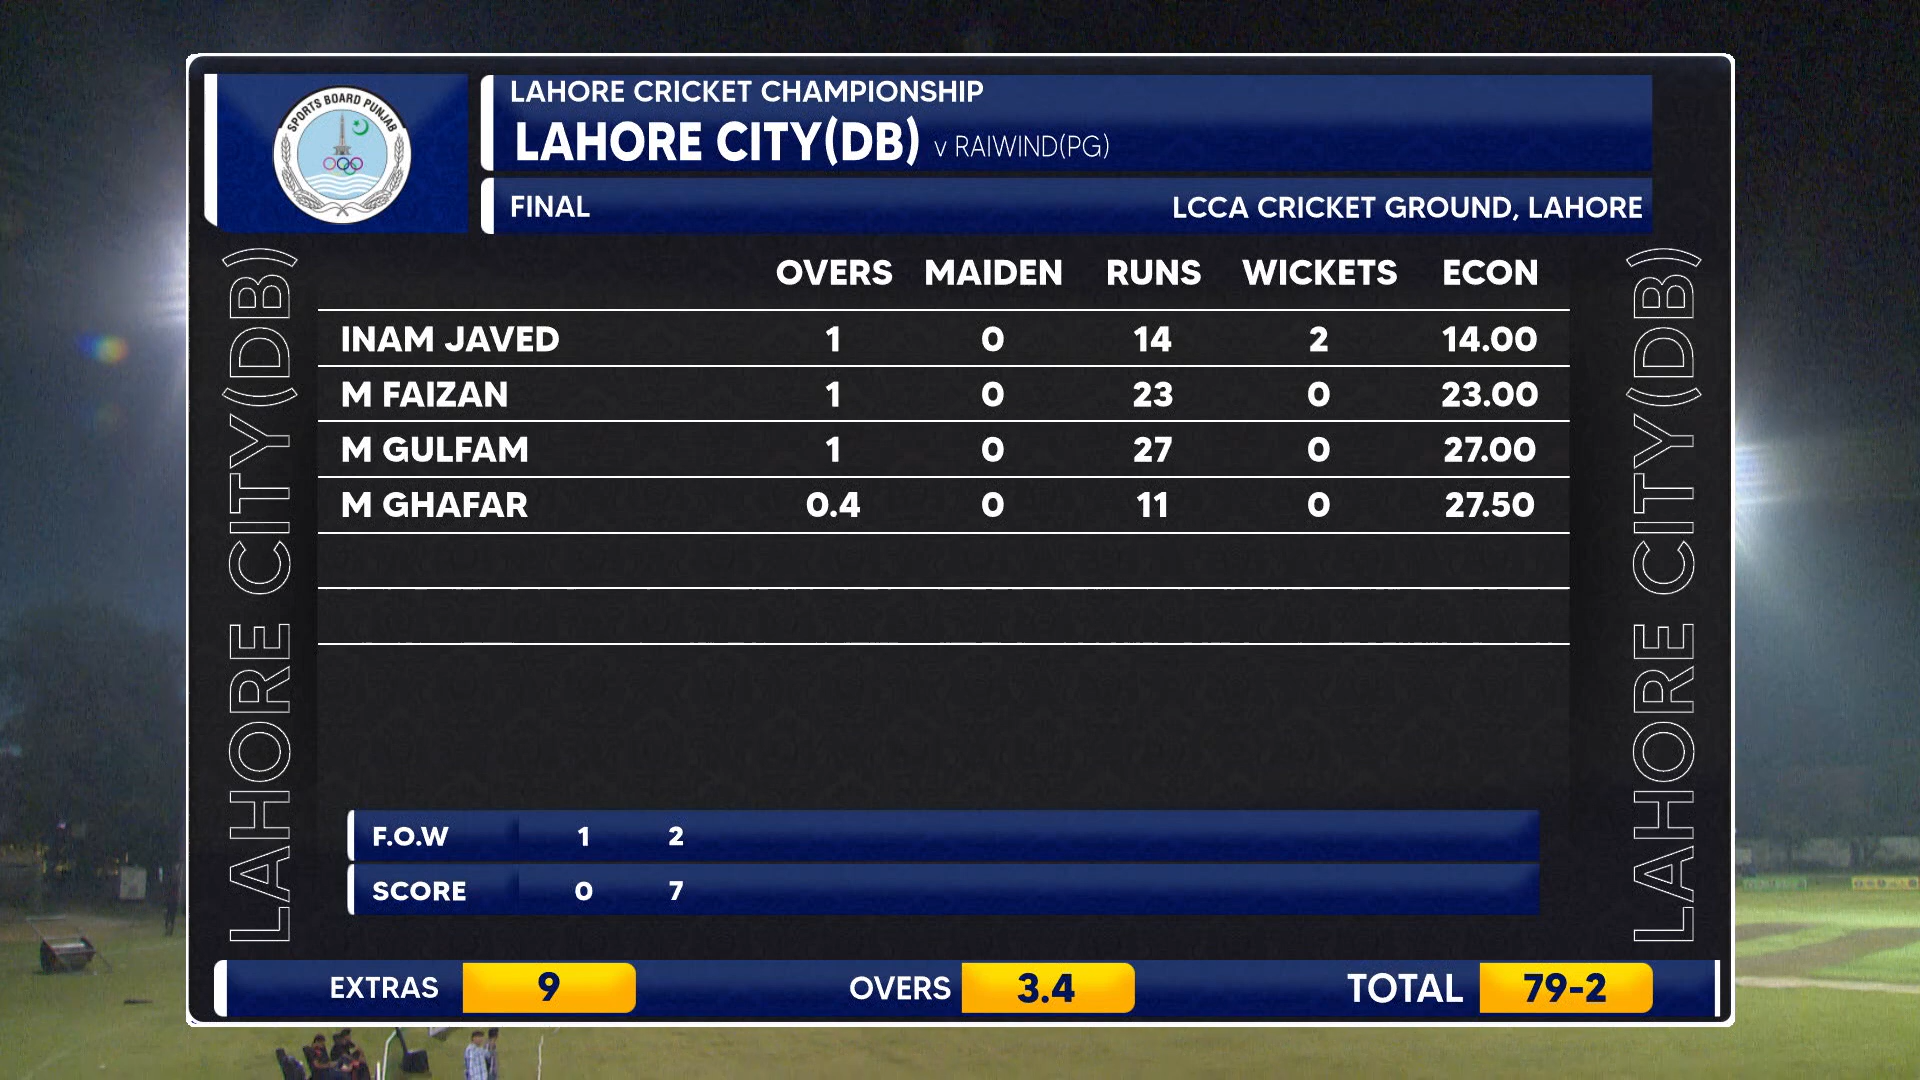 SPORTS BOARD PUNJAB
LAHORE CRICKET CHAMPIONSHIP
LAHORE CITY(DB) v RAIWIND(PG)
FINAL LCCA CRICKET GROUND, LAHORE
LAHORE CITY(DB)
OVERS MAIDEN RUNS WICKETS ECON
INAM JAVED 1 0 14 2 14.00
M FAIZAN 1 0 23 0 23.00
M GULFAM 1 0 27 0 27.00
M GHAFAR 0.4 0 11 0 27.50
F.O.W 1 2
SCORE 0 7
EXTRAS 9 OVERS 3.4 TOTAL 79-2
LAHORE CITY(DB)